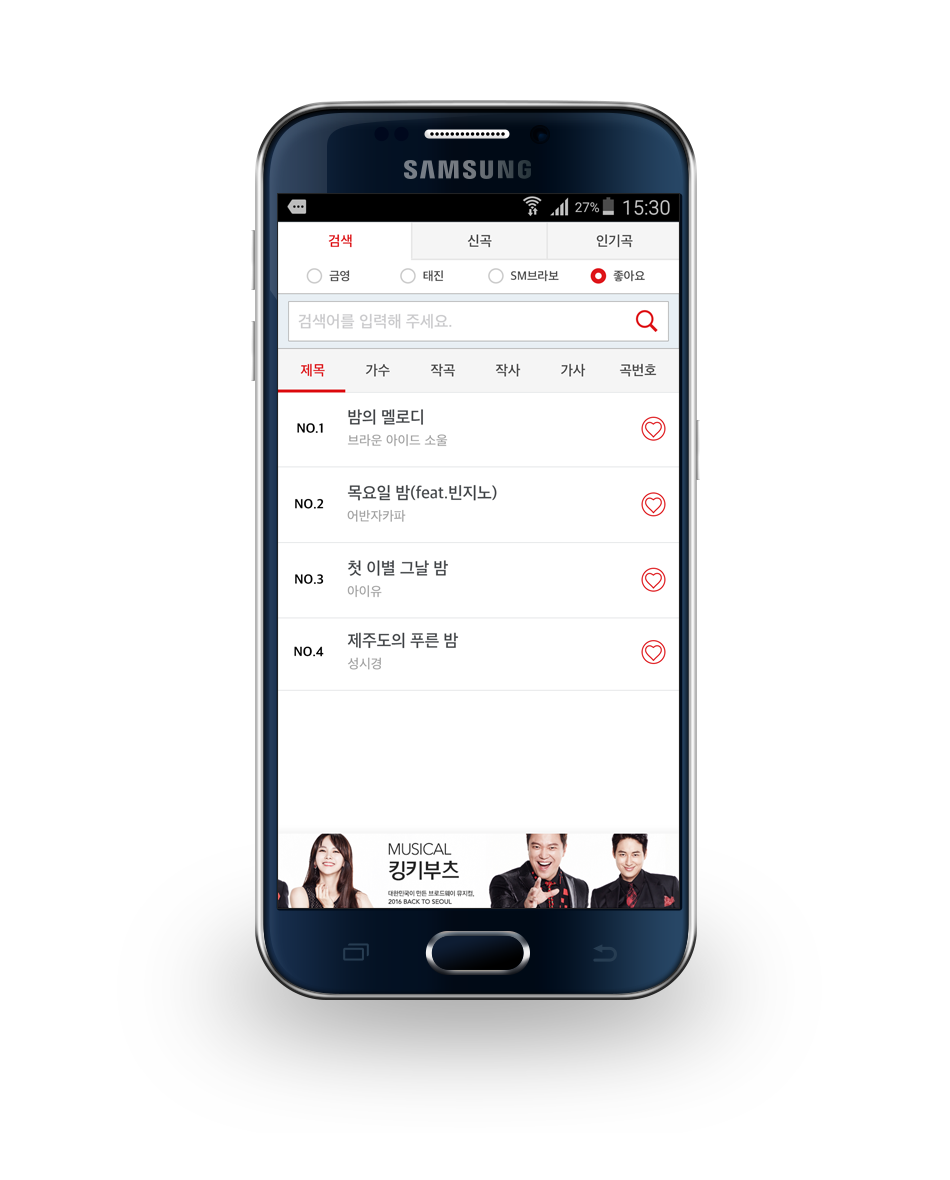 SAMSUNG
27% 15:30
검색 신곡 인기곡
금영 태진 SM브라보 좋아요
검색어를 입력해 주세요.
제목 가수 작곡 작사 가사 곡번호
NO.1
밤의 멜로디
브라운 아이드 소울
NO.2
목요일 밤(feat.빈지노)
어반자카파
NO.3
첫 이별 그날 밤
아이유
NO.4
제주도의 푸른 밤
성시경
MUSICAL
킹키부츠
대한민국이 만든 브로드웨이 뮤지컬,
2016 BACK TO SEOUL